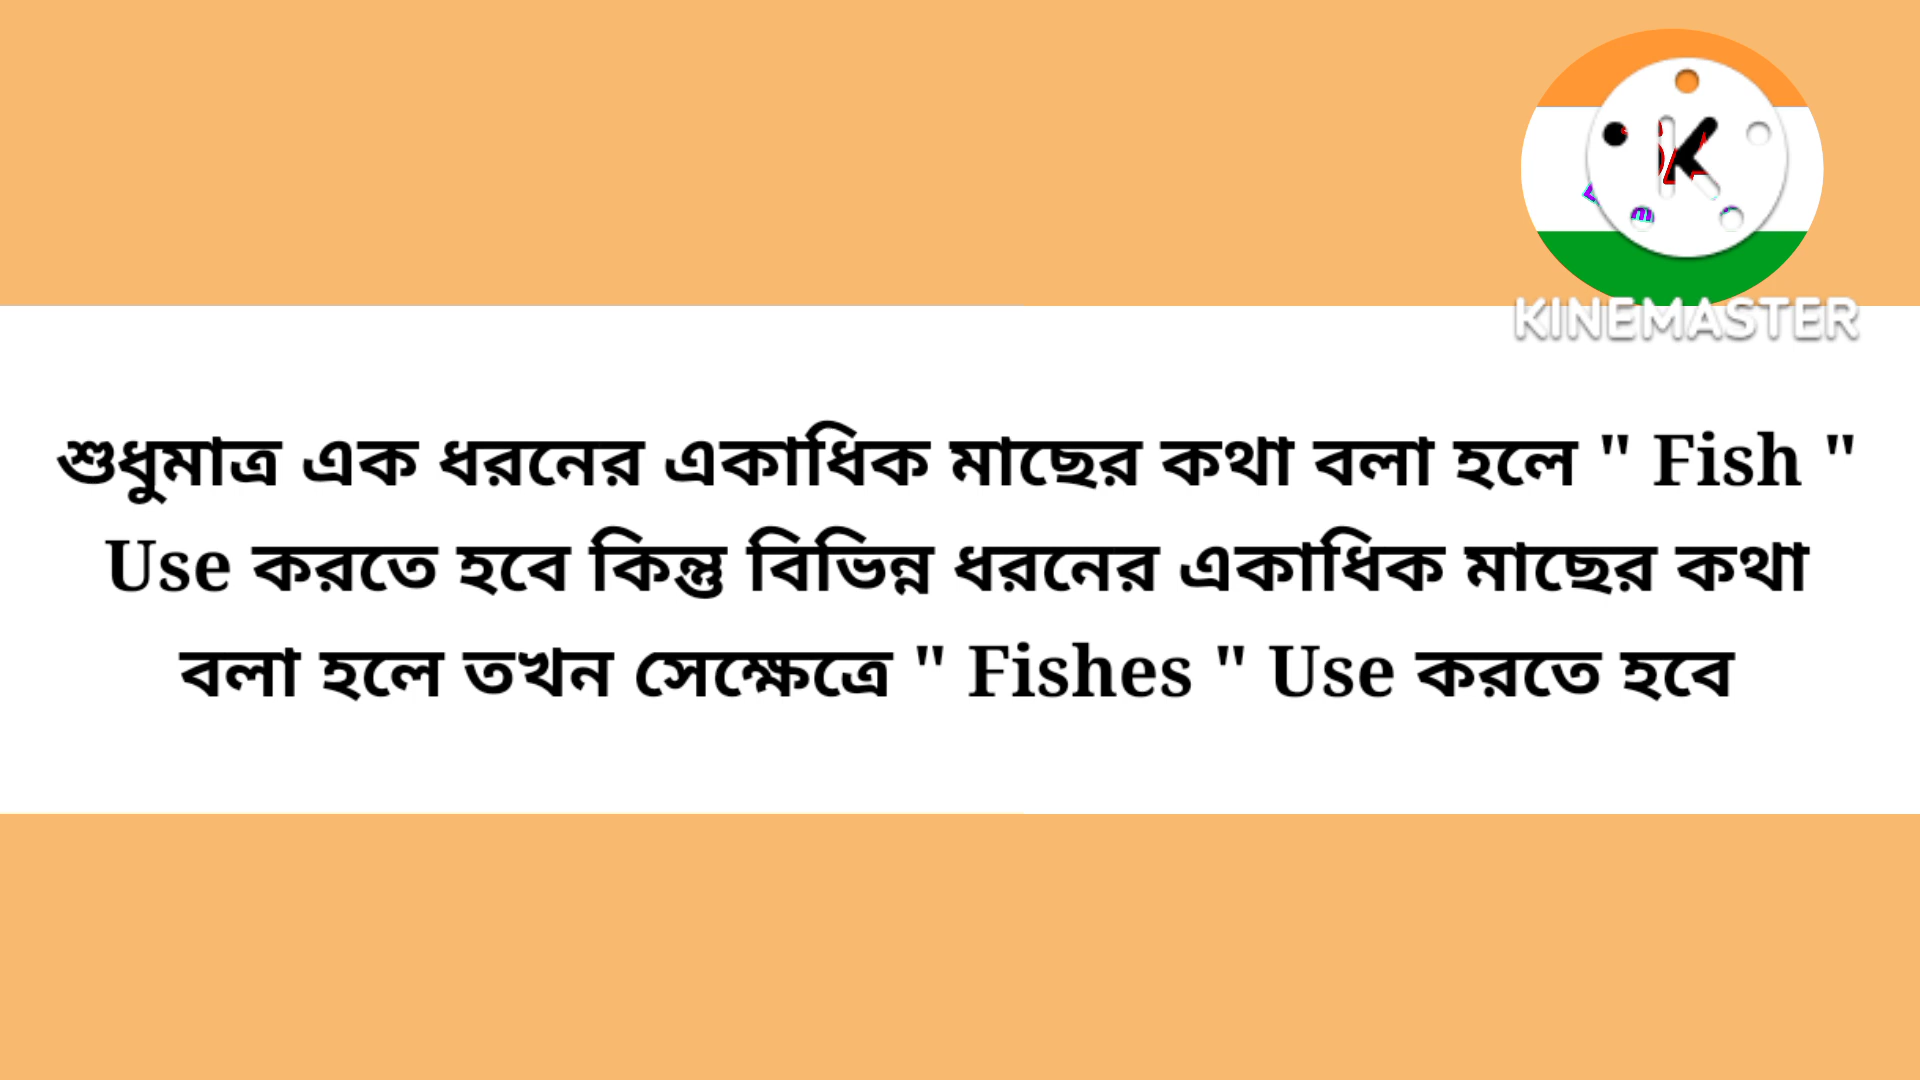 KINEMASTER
শুধুমাত্র এক ধরনের একাধিক মাছের কথা বলা হলে " Fish "
Use করতে হবে কিন্তু বিভিন্ন ধরনের একাধিক মাছের কথা
বলা হলে তখন সেক্ষেত্রে " Fishes " Use করতে হবে